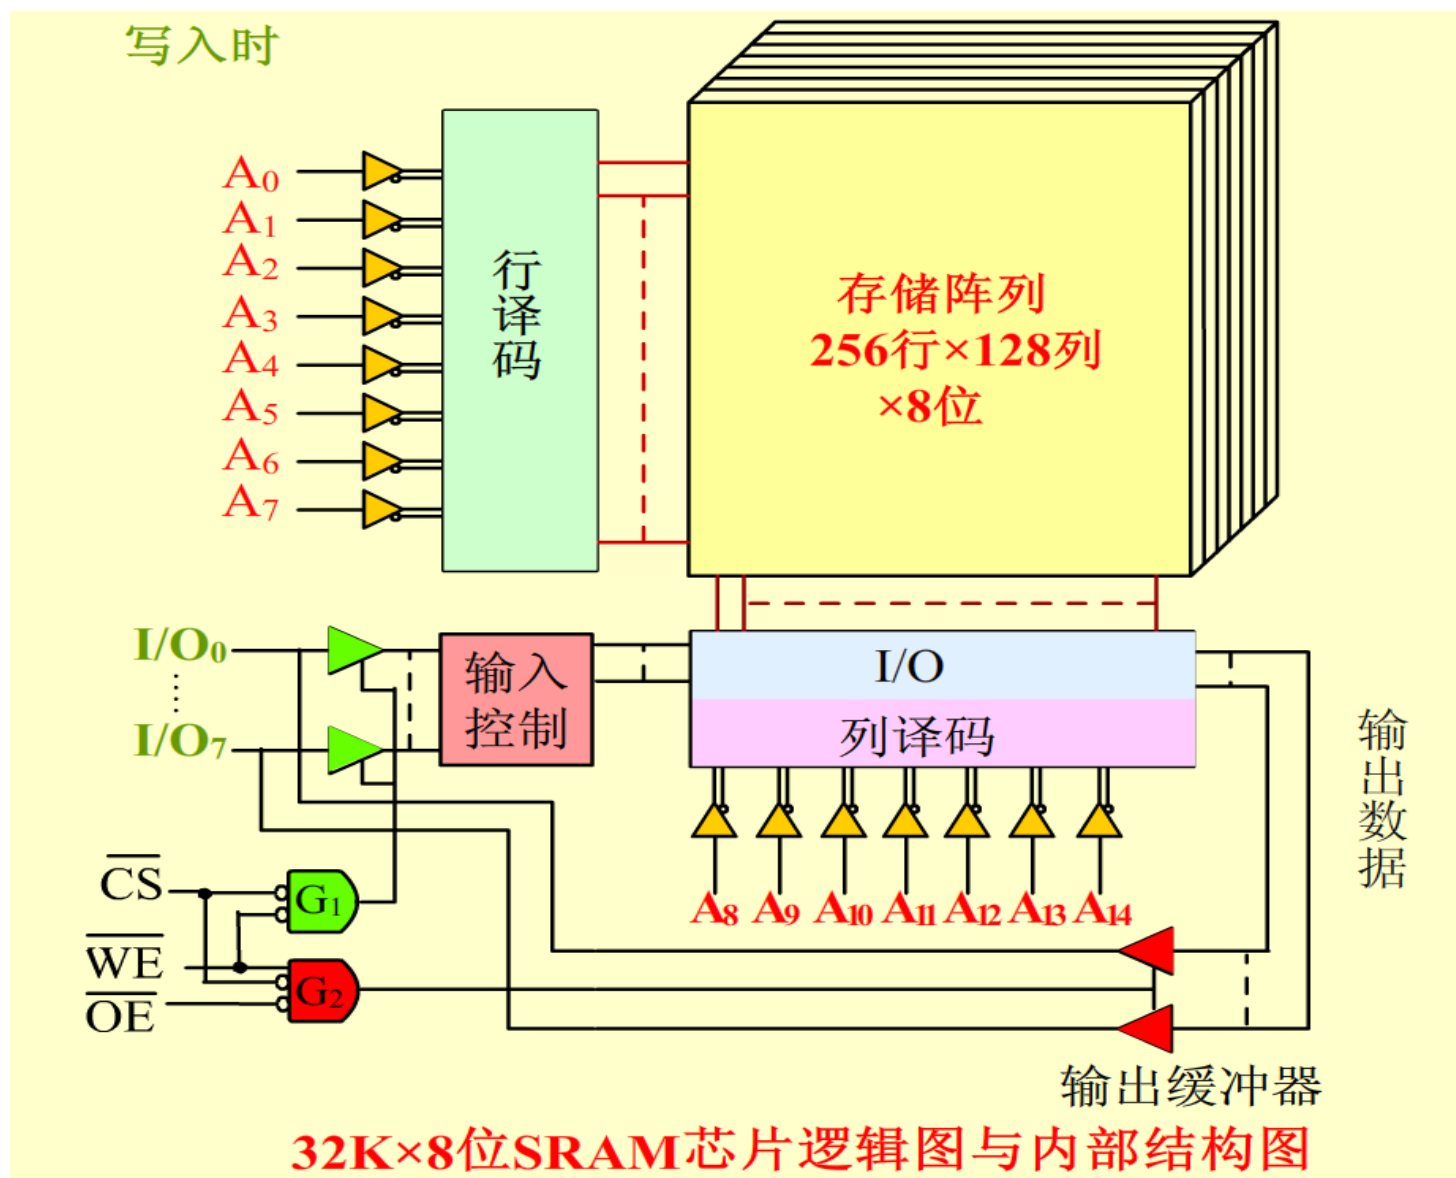 写入时
A0
A1
A2
A3
A4
A5
A6
A7
行译码
存储阵列
256行×128列
×8位
I/O0
I/O7
输入
控制
I/O
列译码
输出数据
A8 A9 A10 A11 A12 A13 A14
CS
WE
OE
G1
G2
输出缓冲器
32K×8位SRAM芯片逻辑图与内部结构图